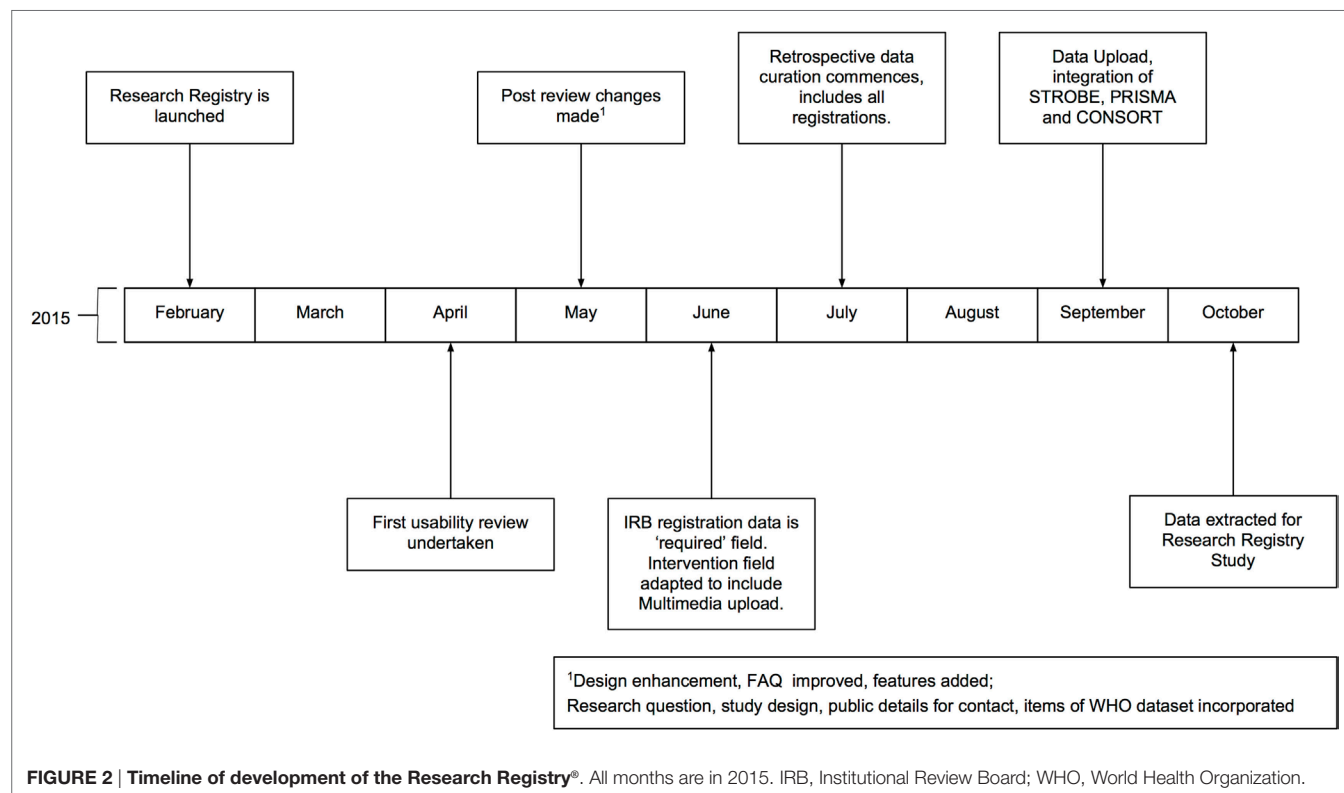 Research Registry is
launched
Post review changes
made¹
Retrospective data
curation commences,
includes all
registrations.
Data Upload,
integration of
STROBE, PRISMA
and CONSORT
2015
February
March
April
May
June
July
August
September
October
First usability review
undertaken
IRB registration data is
‘required’ field.
Intervention field
adapted to include
Multimedia upload.
Data extracted for
Research Registry
Study
¹Design enhancement, FAQ improved, features added;
Research question, study design, public details for contact, items of WHO dataset incorporated
FIGURE 2 | Timeline of development of the Research Registry®. All months are in 2015. IRB, Institutional Review Board; WHO, World Health Organization.